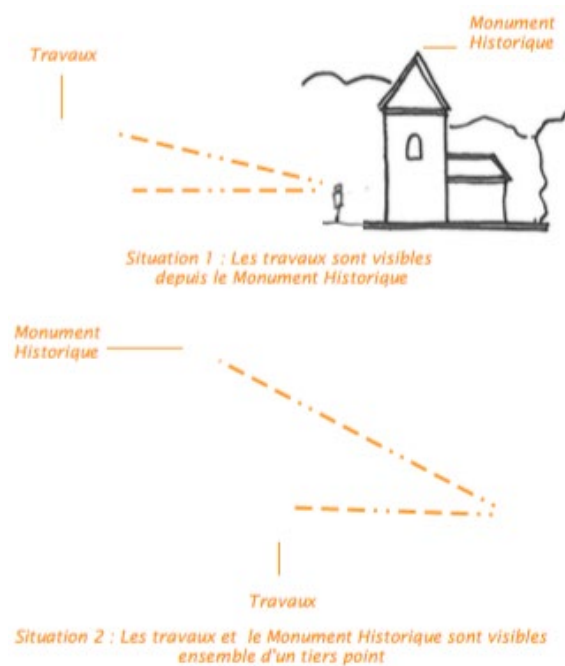 Monument
Historique
Travaux
Situation 1 : Les travaux sont visibles
depuis le Monument Historique
Monument
Historique
Travaux
Situation 2 : Les travaux et le Monument Historique sont visibles
ensemble d'un tiers point